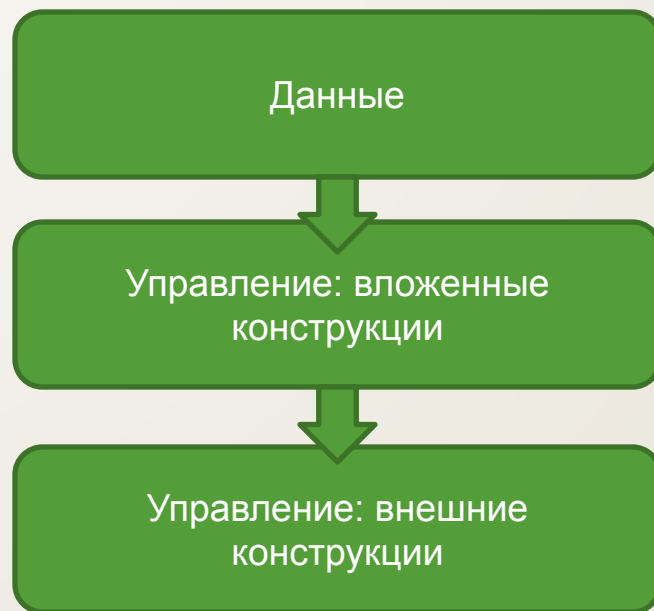 Данные
Управление: вложенные
конструкции
Управление: внешние
конструкции